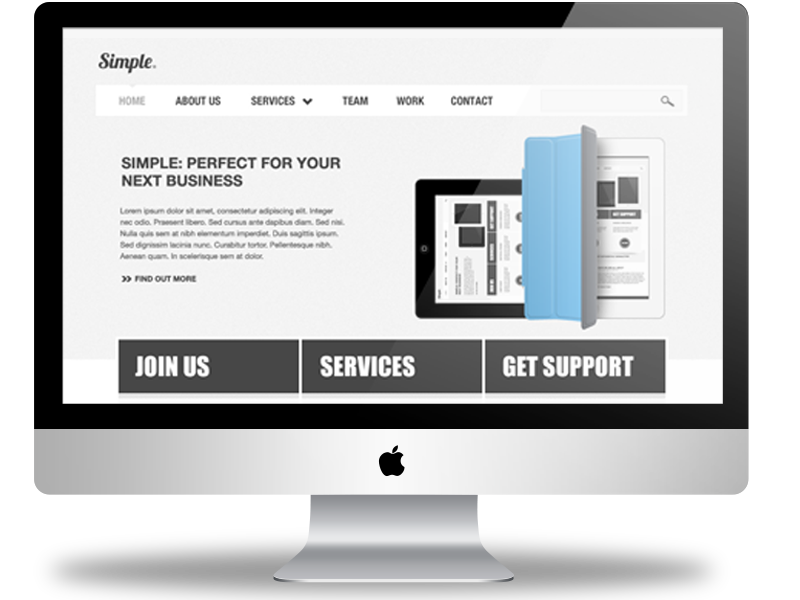 Simple.
HOME ABOUT US SERVICES TEAM WORK CONTACT
SIMPLE: PERFECT FOR YOUR
NEXT BUSINESS
Lorem ipsum dolor sit amet, consectetur adipiscing elit. Integer
nec odio. Praesent libero. Sed cursus ante dapibus diam. Sed nisi.
Nulla quis sem at nibh elementum imperdiet. Duis sagittis ipsum.
Sed dignissim lacinia nunc. Curabitur tortor. Pellentesque nibh.
Aenean quam. In scelerisque sem at dolor.
FIND OUT MORE
JOIN US SERVICES GET SUPPORT